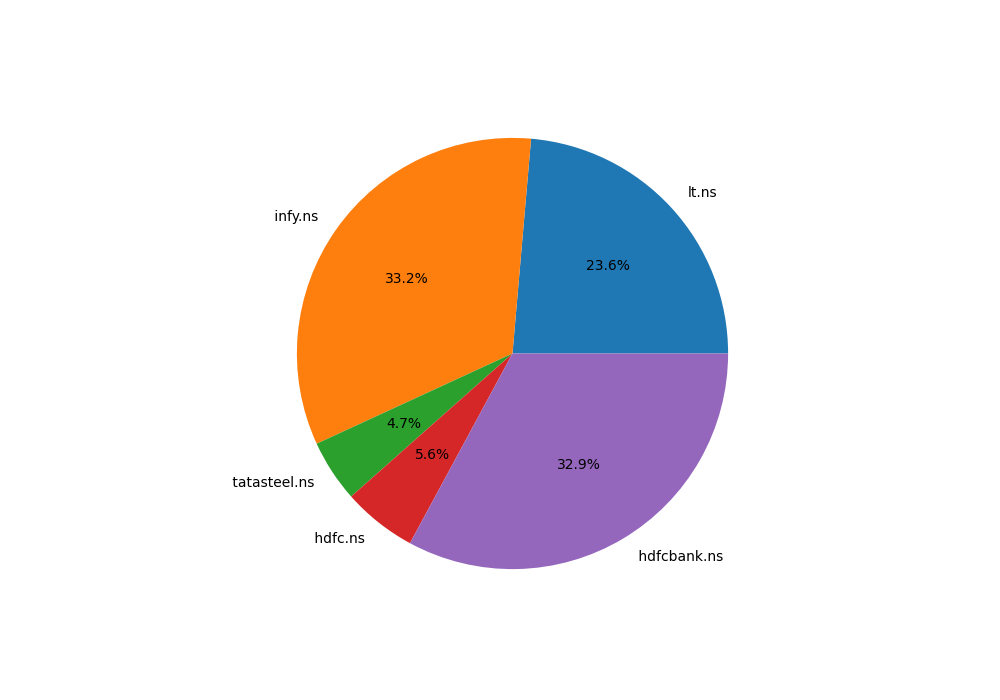 lt.ns
infy.ns
23.6%
33.2%
4.7%
5.6%
32.9%
tatasteel.ns
hdfc.ns
hdfcbank.ns